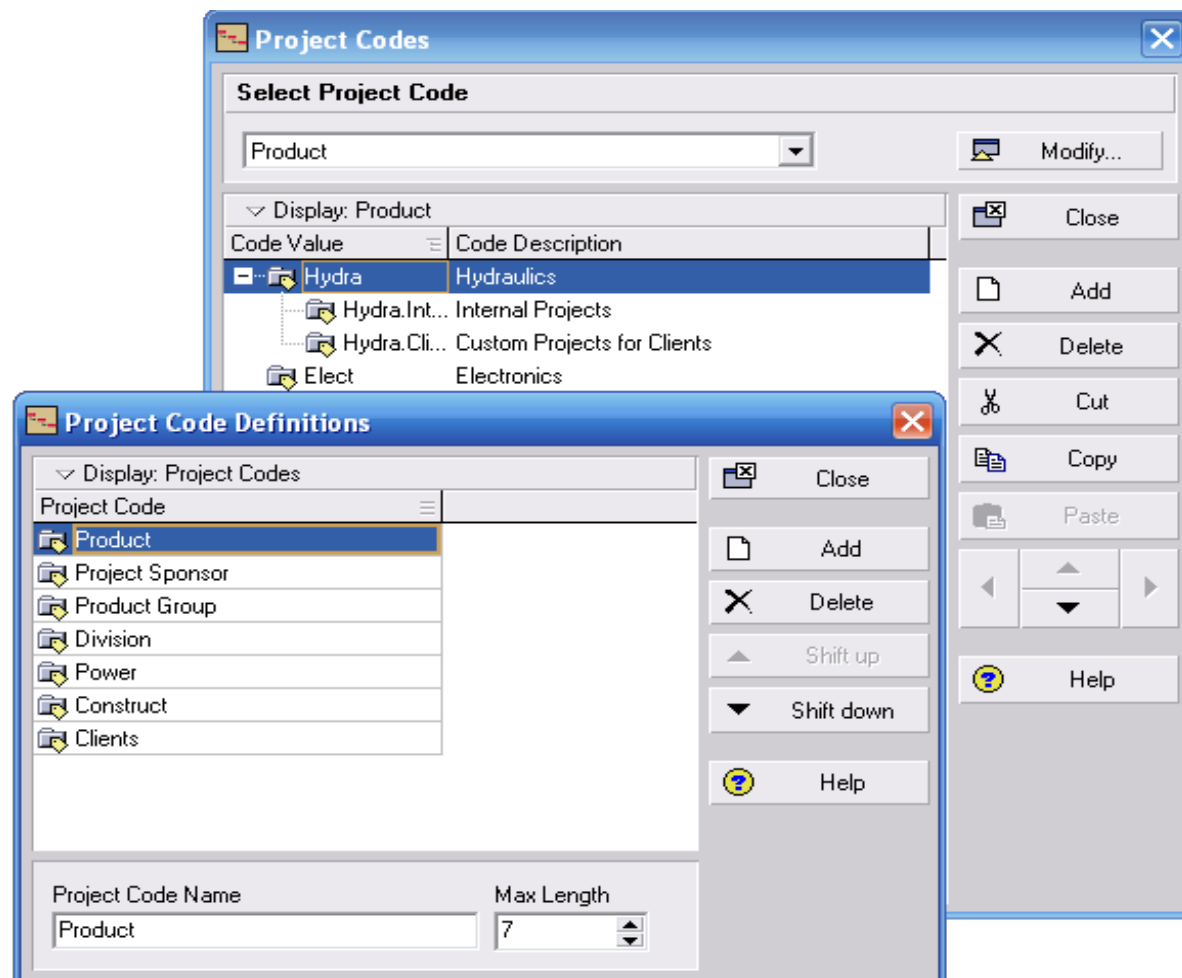 Project Codes
Select Project Code
Product
Modify...
Display: Product
Close
Code Value Code Description
Hydra Hydraulics
Add
Hydra.Int... Internal Projects
Hydra.Cli... Custom Projects for Clients
Delete
Elect Electronics
Cut
Copy
Paste
Help
Project Code Definitions
Display: Project Codes
Close
Project Code
Product
Add
Project Sponsor
Delete
Product Group
Division
Shift up
Power
Construct
Shift down
Clients
Help
Project Code Name Max Length
Product 7